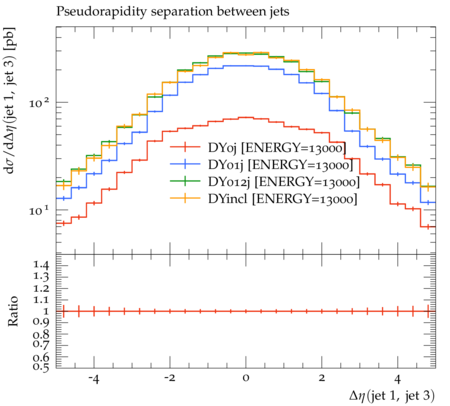 Pseudorapidity separation between jets
dσ/dΔη(jet 1, jet 3) [pb]
10²
10¹
DY0j [ENERGY=13000]
DY01j [ENERGY=13000]
DY012j [ENERGY=13000]
DYincl [ENERGY=13000]
Ratio
1.4
1.3
1.2
1.1
1
0.9
0.8
0.7
0.6
0.5
-4 -2 0 2 4
Δη(jet 1, jet 3)